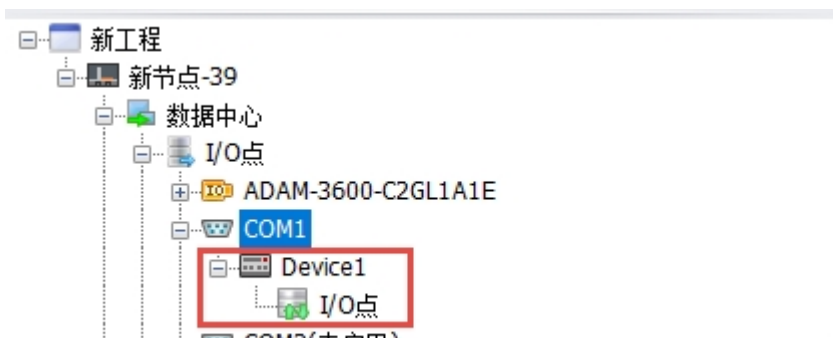 新工程
新节点-39
数据中心
I/O点
ADAM-3600-C2GL1A1E
COM1
Device1
I/O点